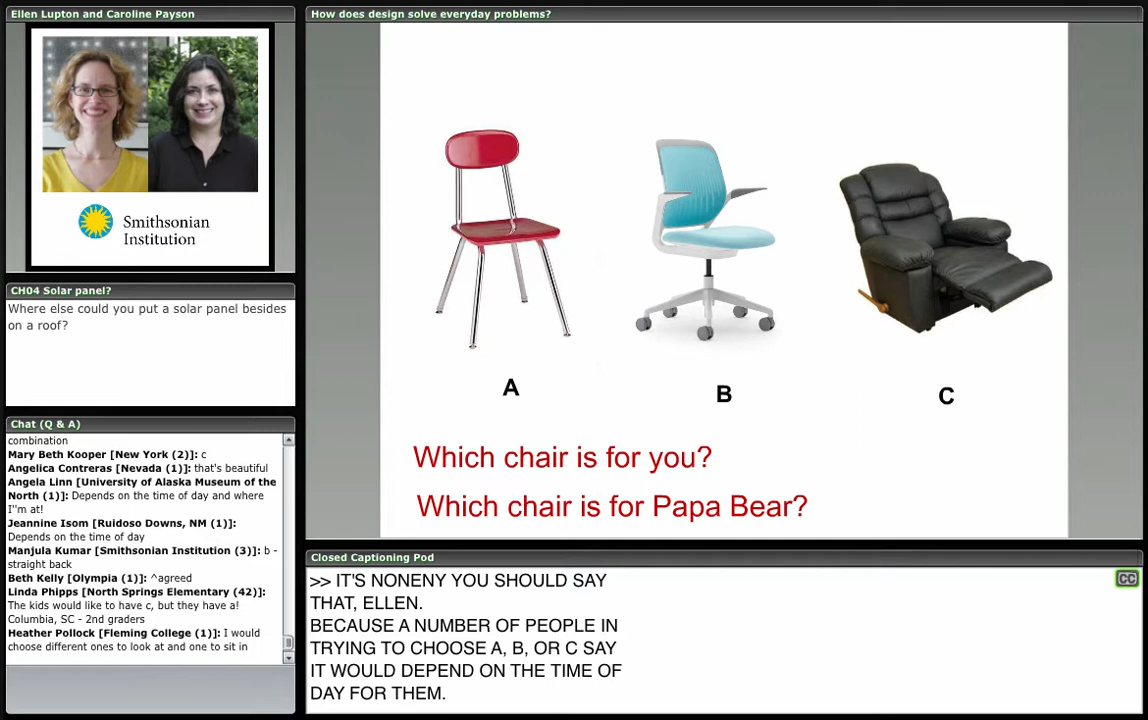 Ellen Lupton and Caroline Payson
Smithsonian
Institution
CH04 Solar panel?
Where else could you put a solar panel besides
on a roof?
Chat (Q & A)
combination
Mary Beth Kooper [New York (2)]: c
Angelica Contreras [Nevada (1)]: that's beautiful
Angela Linn [University of Alaska Museum of the
North (1)]: Depends on the time of day and where
I''m at!
Jeannine Isom [Ruidoso Downs, NM (1)]:
Depends on the time of day
Manjula Kumar [Smithsonian Institution (3)]: b -
straight back
Beth Kelly [Olympia (1)]: ^agreed
Linda Phipps [North Springs Elementary (42)]:
The kids would like to have c, but they have a!
Columbia, SC - 2nd graders
Heather Pollock [Fleming College (1)]: I would
choose different ones to look at and one to sit in
How does design solve everyday problems?
A
B
C
Which chair is for you?
Which chair is for Papa Bear?
Closed Captioning Pod
CC
>> IT'S NONENY YOU SHOULD SAY
THAT, ELLEN.
BECAUSE A NUMBER OF PEOPLE IN
TRYING TO CHOOSE A, B, OR C SAY
IT WOULD DEPEND ON THE TIME OF
DAY FOR THEM.